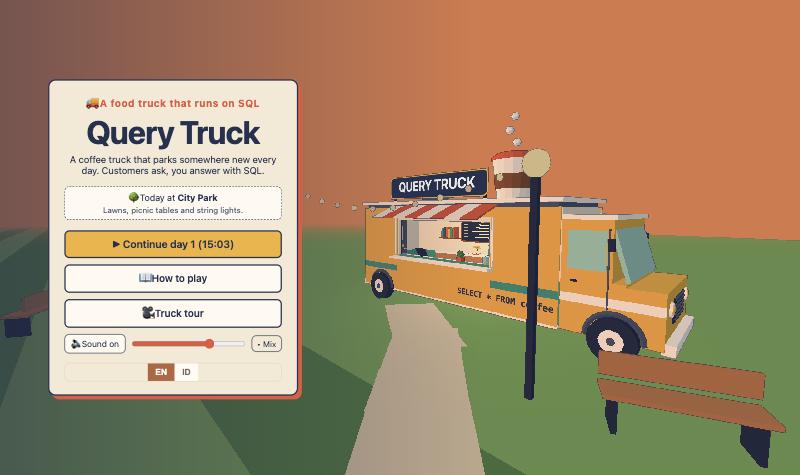 A food truck that runs on SQL
Query Truck
A coffee truck that parks somewhere new every
day. Customers ask, you answer with SQL.
Today at City Park
Lawns, picnic tables and string lights.
Continue day 1 (15:03)
How to play
Truck tour
Sound on
Mix
EN ID
QUERY TRUCK
SELECT * FROM